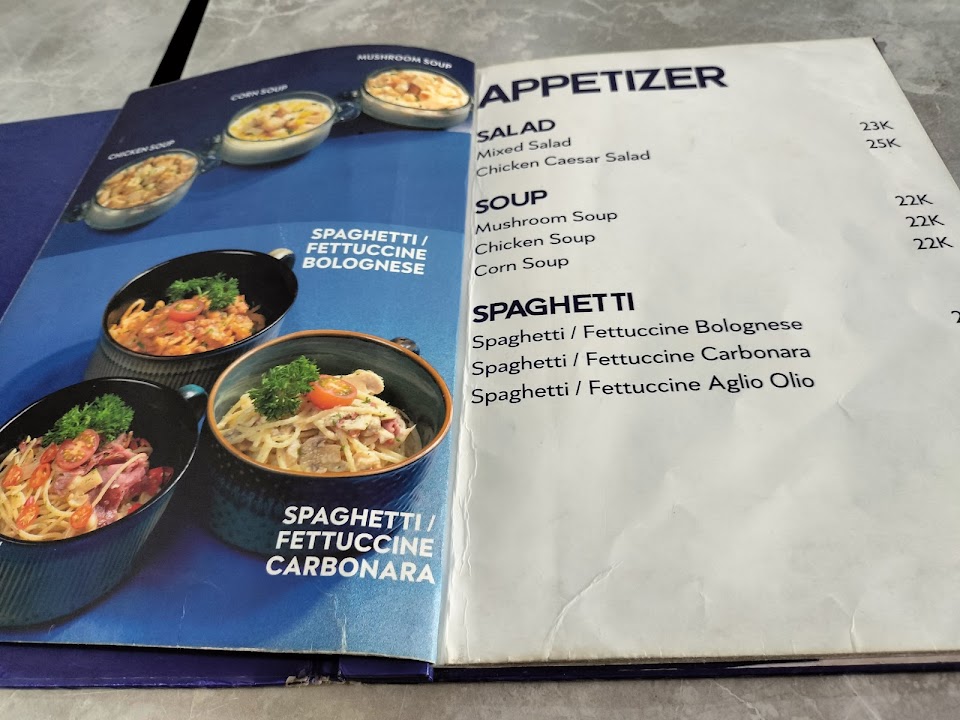 MUSHROOM SOUP
CORN SOUP
CHICKEN SOUP
SPAGHETTI /
FETTUCCINE
BOLOGNESE
SPAGHETTI /
FETTUCCINE
CARBONARA
APPETIZER
SALAD
Mixed Salad 23K
Chicken Caesar Salad 25K
SOUP
Mushroom Soup 22K
Chicken Soup 22K
Corn Soup 22K
SPAGHETTI
Spaghetti / Fettuccine Bolognese
Spaghetti / Fettuccine Carbonara
Spaghetti / Fettuccine Aglio Olio